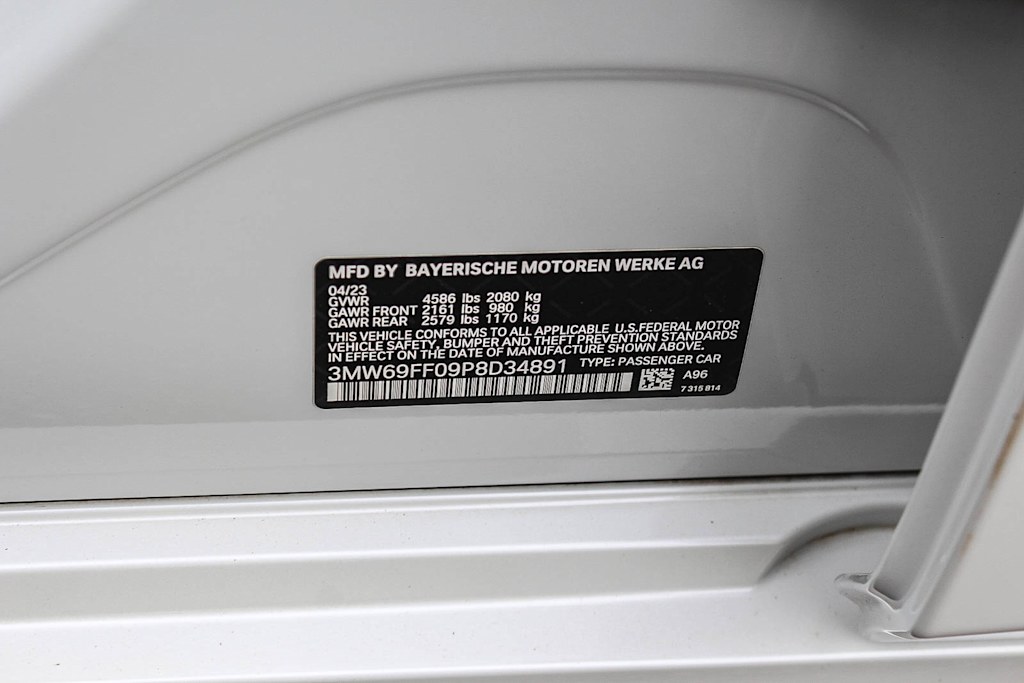 MFD BY BAYERISCHE MOTOREN WERKE AG
04/23
GVWR 4586 lbs 2080 kg
GAWR FRONT 2161 lbs 980 kg
GAWR REAR 2579 lbs 1170 kg
THIS VEHICLE CONFORMS TO ALL APPLICABLE U.S.FEDERAL MOTOR
VEHICLE SAFETY, BUMPER AND THEFT PREVENTION STANDARDS
IN EFFECT ON THE DATE OF MANUFACTURE SHOWN ABOVE.
3MW69FF09P8D34891 TYPE: PASSENGER CAR
A96
7 315 814